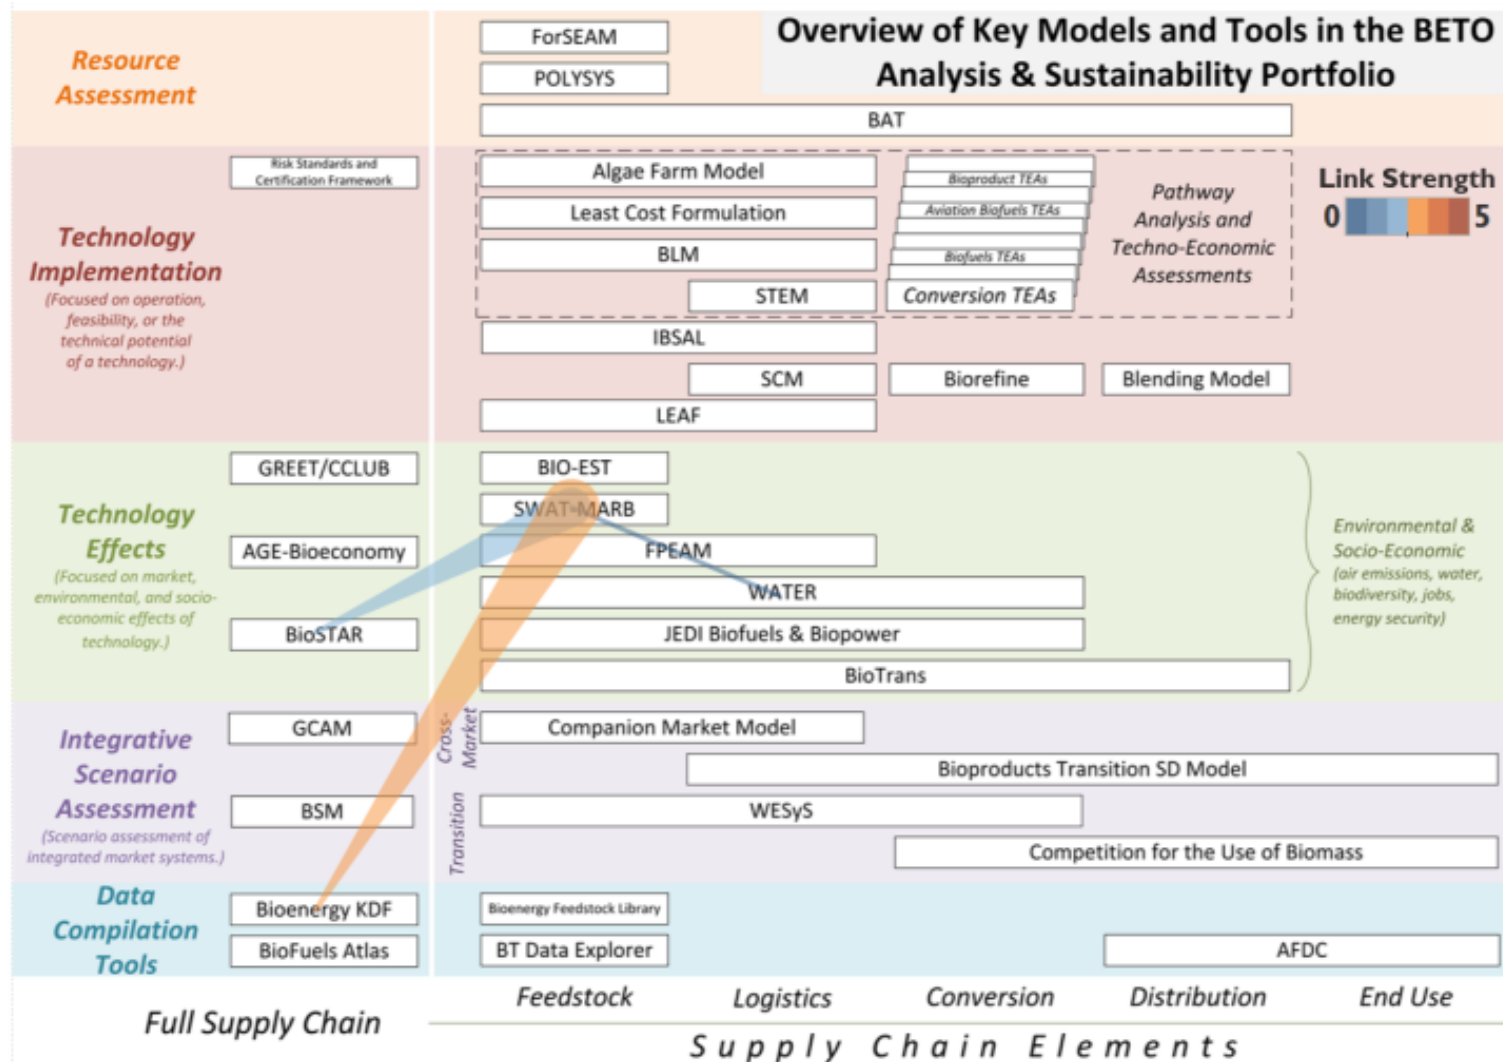 Overview of Key Models and Tools in the BETO
Analysis & Sustainability Portfolio
Resource
Assessment
ForSEAM
POLYSYS
BAT
Technology
Implementation
(Focused on operation,
feasibility, or the
technical potential
of a technology.)
Risk Standards and
Certification Framework
Algae Farm Model
Least Cost Formulation
BLM
STEM
Bioproduct TEAs
Aviation Biofuels TEAs
Biofuels TEAs
Conversion TEAs
Pathway
Analysis and
Techno-Economic
Assessments
Link Strength
0 5
IBSAL
SCM
Biorefine
Blending Model
LEAF
Technology
Effects
(Focused on market,
environmental, and socio-
economic effects of
technology.)
GREET/CCLUB
AGE-Bioeconomy
BioSTAR
BIO-EST
SWAT-MARB
FPEAM
WATER
JEDI Biofuels & Biopower
BioTrans
Environmental &
Socio-Economic
(air emissions, water,
biodiversity, jobs,
energy security)
Integrative
Scenario
Assessment
(Scenario assessment of
integrated market systems.)
GCAM
BSM
Cross-
Market
Transition
Companion Market Model
Bioproducts Transition SD Model
WESyS
Competition for the Use of Biomass
Data
Compilation
Tools
Bioenergy KDF
BioFuels Atlas
Bioenergy Feedstock Library
BT Data Explorer
AFDC
Full Supply Chain
Feedstock
Logistics
Conversion
Distribution
End Use
Supply Chain Elements